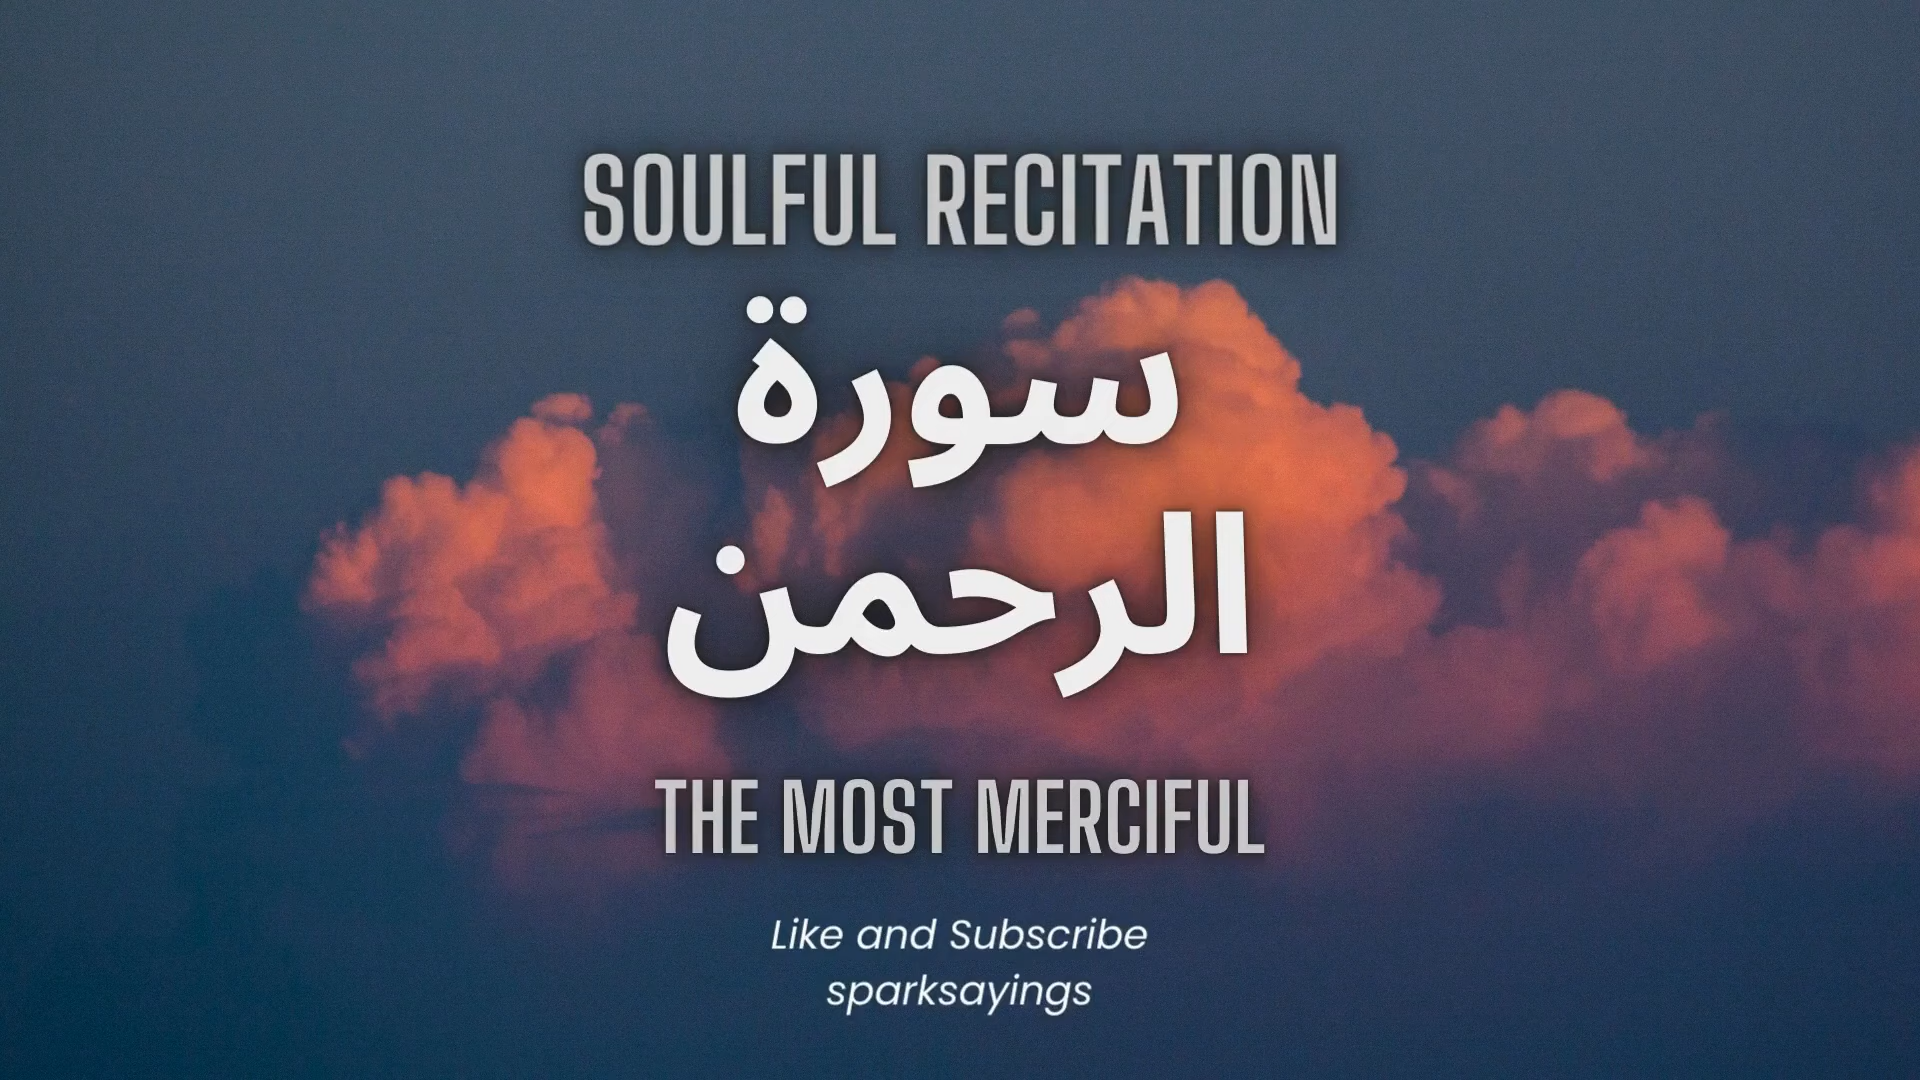 SOULFUL RECITATION
سورة
الرحمن
THE MOST MERCIFUL
Like and Subscribe
sparksayings